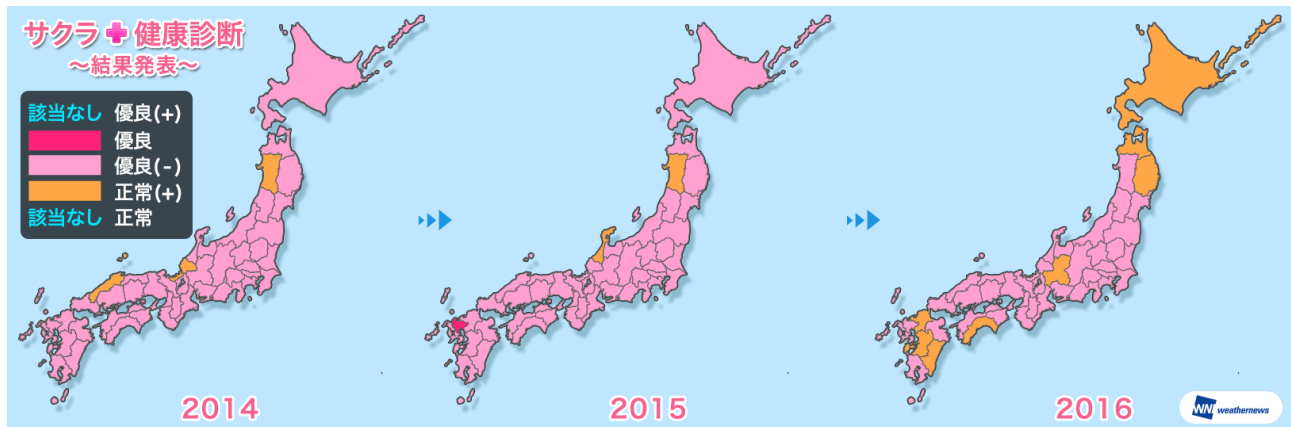 サクラ 健康診断
～結果発表～
該当なし 優良(+)
優良
優良(-)
正常(+)
該当なし 正常
2014
2015
2016
WNI weathernews